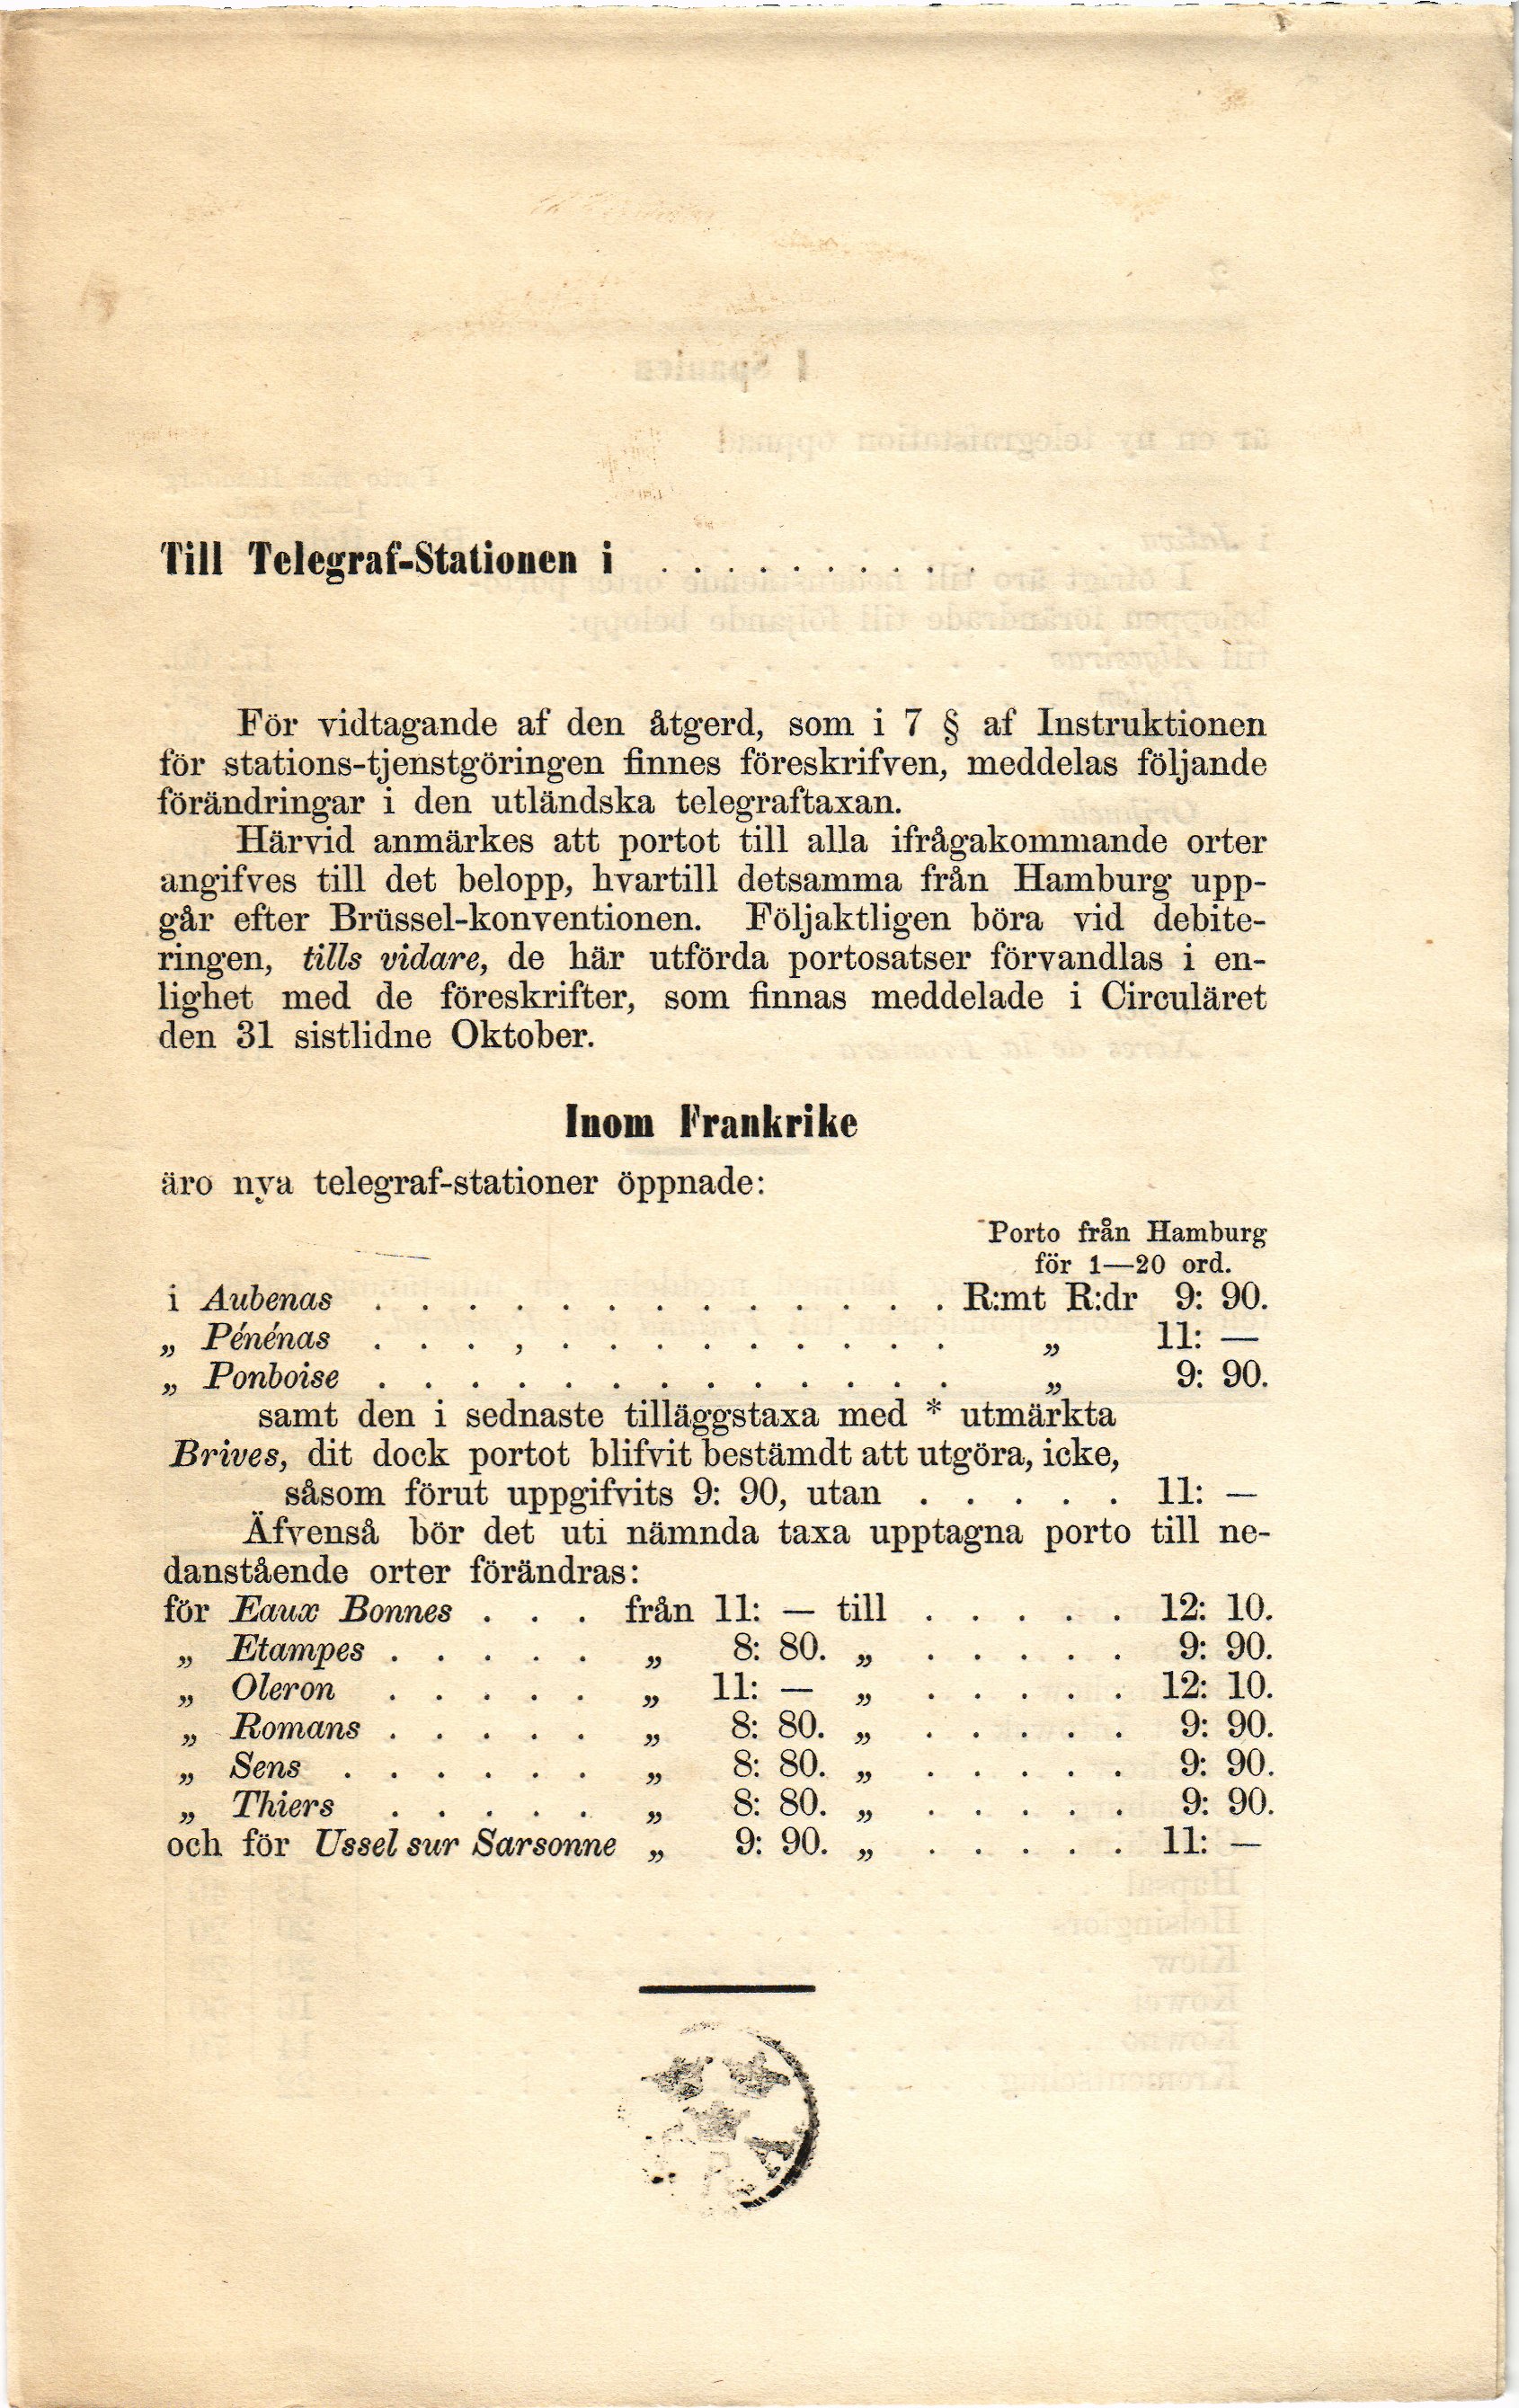 Till Telegraf-Stationen i . . . . . . . . . .
För vidtagande af den åtgerd, som i 7 § af Instruktionen
för stations-tjenstgöringen finnes föreskrifven, meddelas följande
förändringar i den utländska telegraftaxan.
Härvid anmärkes att portot till alla ifrågakommande orter
angifves till det belopp, hvartill detsamma från Hamburg upp-
går efter Brüssel-konventionen. Följaktligen böra vid debite-
ringen, tills vidare, de här utförda portosatser förvandlas i en-
lighet med de föreskrifter, som finnas meddelade i Circuläret
den 31 sistlidne Oktober.
Inom Frankrike
äro nya telegraf-stationer öppnade:
Porto från Hamburg
för 1—20 ord.
i Aubenas . . . . . . . . . . . . . R:mt R:dr 9: 90.
„ Pénénas . . . , . . . . . . . . . „ 11: —
„ Ponboise . . . . . . . . . . . . . „ 9: 90.
samt den i sednaste tilläggstaxa med * utmärkta
Brives, dit dock portot blifvit bestämdt att utgöra, icke,
såsom förut uppgifvits 9: 90, utan . . . . . 11: —
Äfvenså bör det uti nämnda taxa upptagna porto till ne-
danstående orter förändras:
för Eaux Bonnes . . . från 11: — till . . . . . 12: 10.
„ Etampes . . . . . „ 8: 80. „ . . . . . 9: 90.
„ Oleron . . . . . „ 11: — „ . . . . . 12: 10.
„ Romans . . . . . „ 8: 80. „ . . . . . 9: 90.
„ Sens . . . . . . „ 8: 80. „ . . . . . 9: 90.
„ Thiers . . . . . „ 8: 80. „ . . . . . 9: 90.
och för Ussel sur Sarsonne „ 9: 90. „ . . . . . 11: —